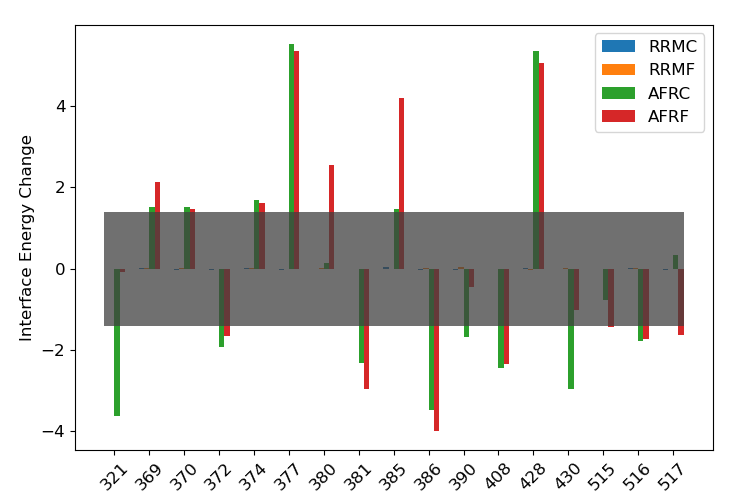 RRMC
RRMF
AFRC
AFRF
Interface Energy Change
4
2
0
−2
−4
321 369 370 372 374 377 380 381 385 386 390 408 428 430 515 516 517